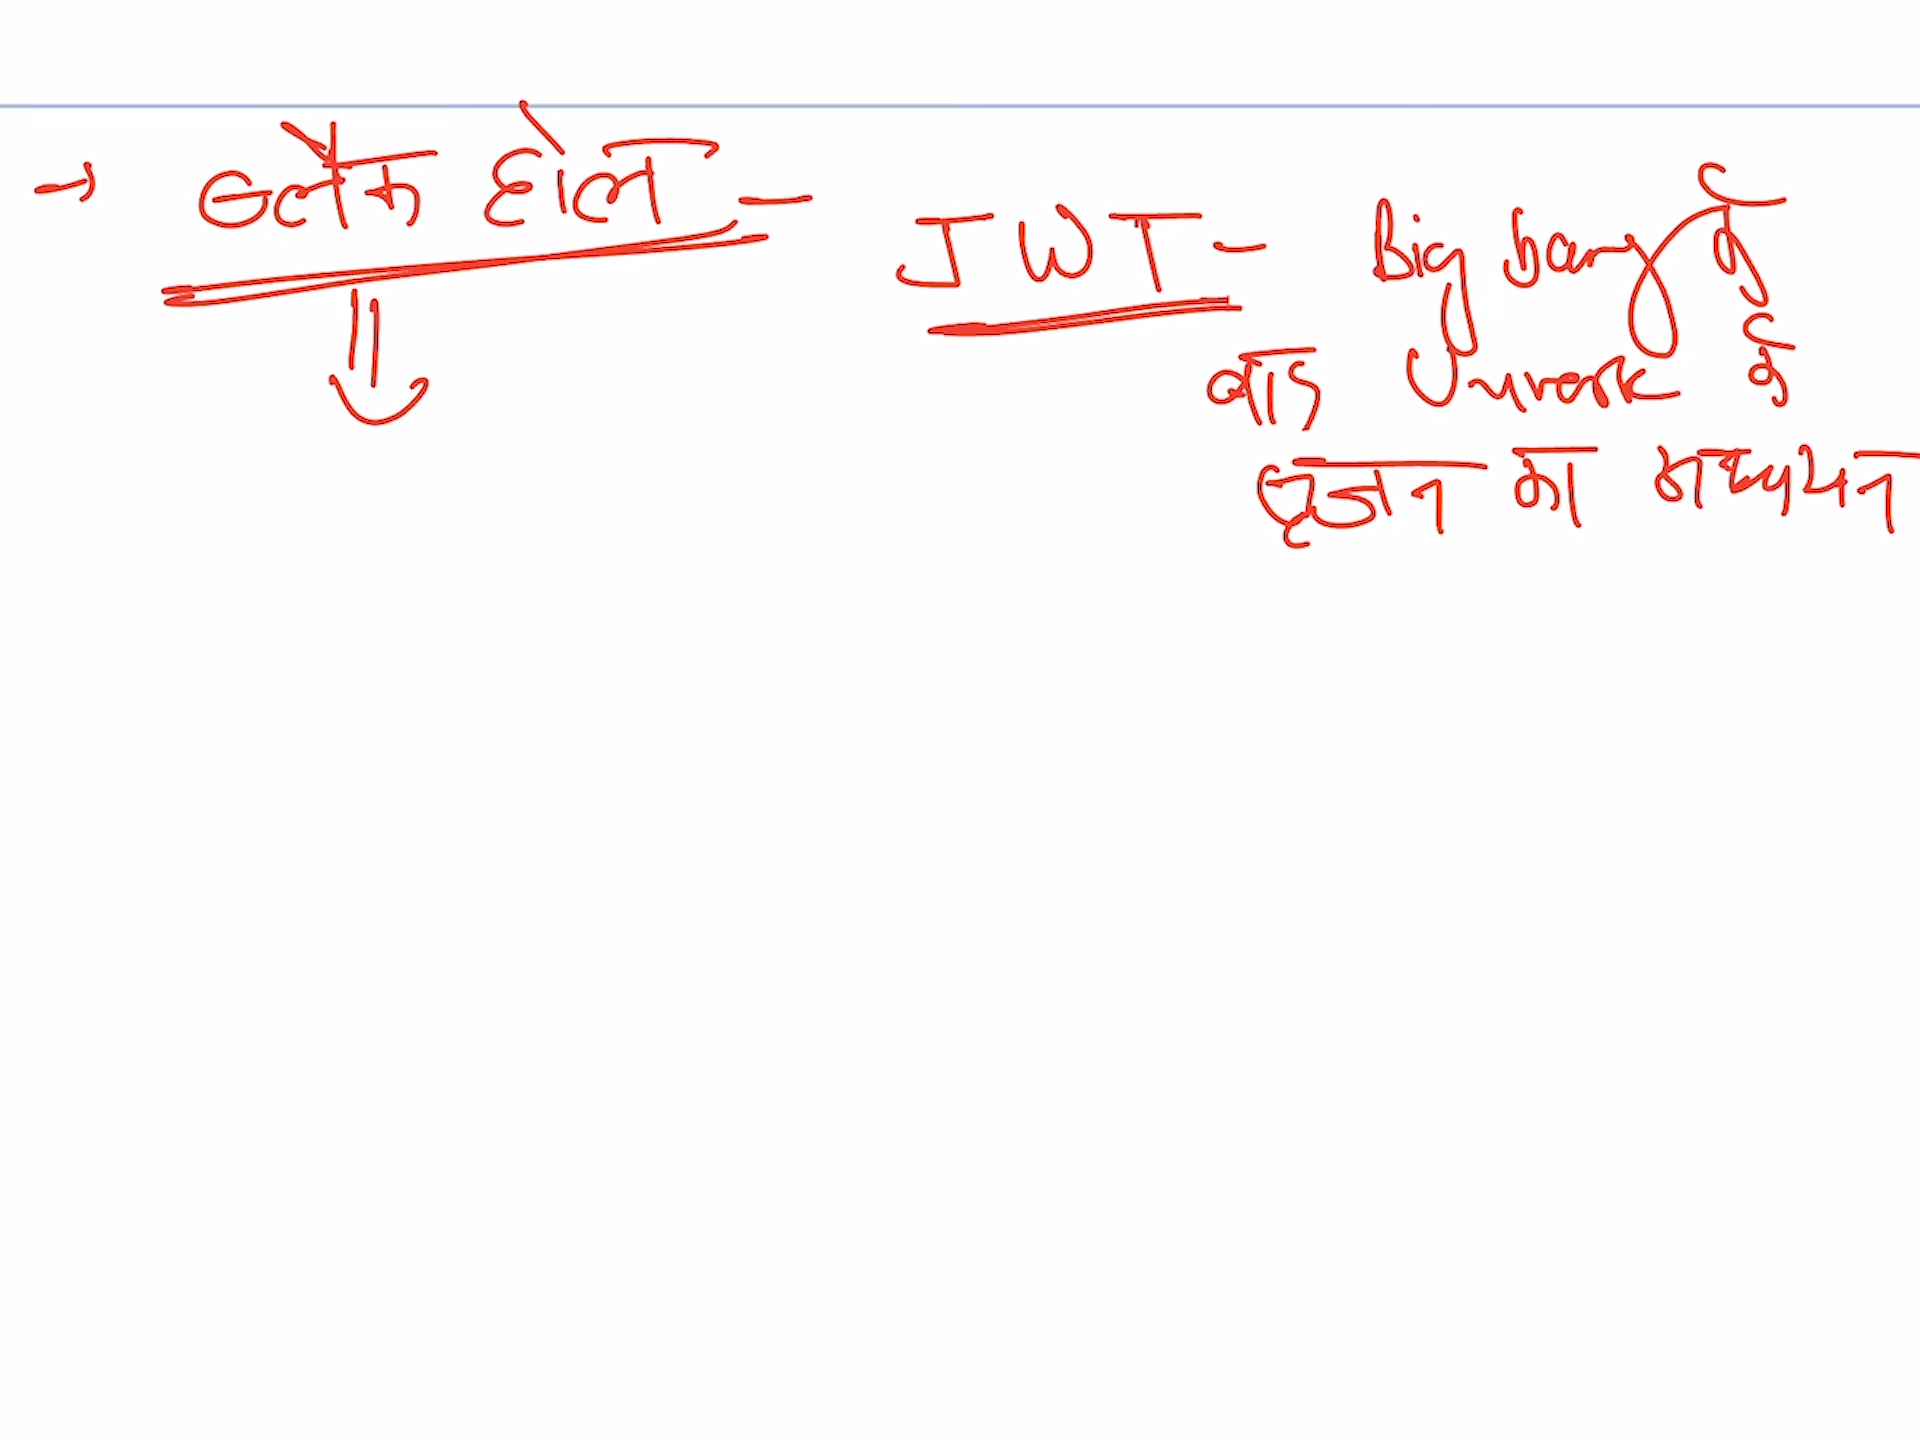 → ब्लैक होल –
JWT – Big bang के
बाद Universe के
सृजन का अध्ययन